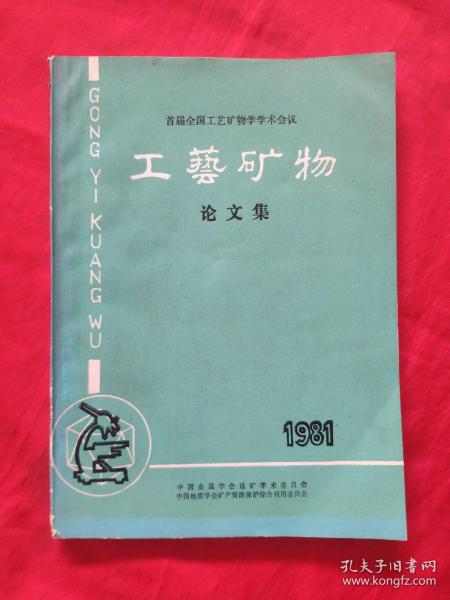 首届全国工艺矿物学学术会议
工藝矿物
论文集
GONG YI KUANG WU
1981
中国金属学会选矿学术委员会
中国地质学会矿产资源保护综合利用委员会
孔夫子旧书网
www.kongfz.com